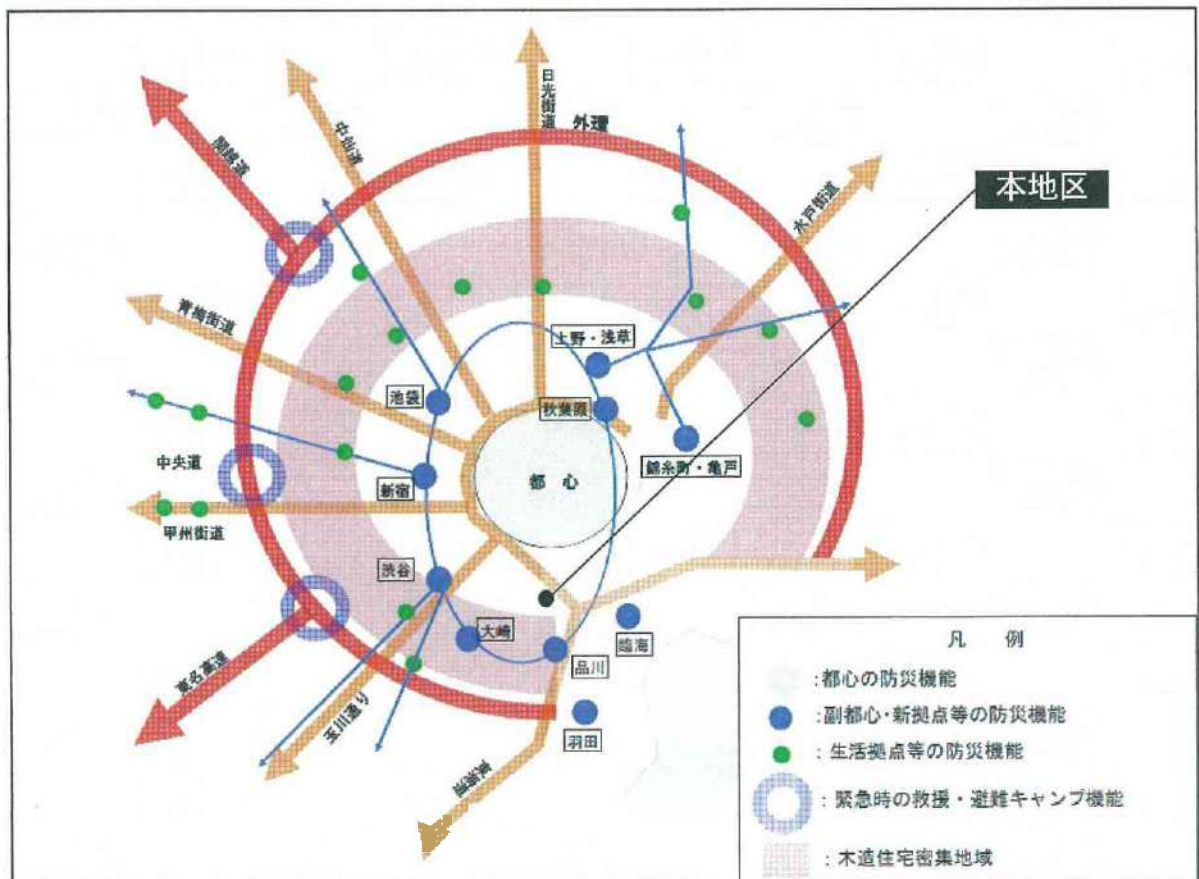 日光街道
外環
中仙道
関越道
水戸街道
本地区
青梅街道
上野・浅草
池袋
秋葉原
錦糸町・亀戸
中央道
新宿
都心
甲州街道
渋谷
大崎
品川
臨海
羽田
東名高速
玉川通り
東海道
凡例
:都心の防災機能
:副都心・新拠点等の防災機能
:生活拠点等の防災機能
:緊急時の救援・避難キャンプ機能
:木造住宅密集地域